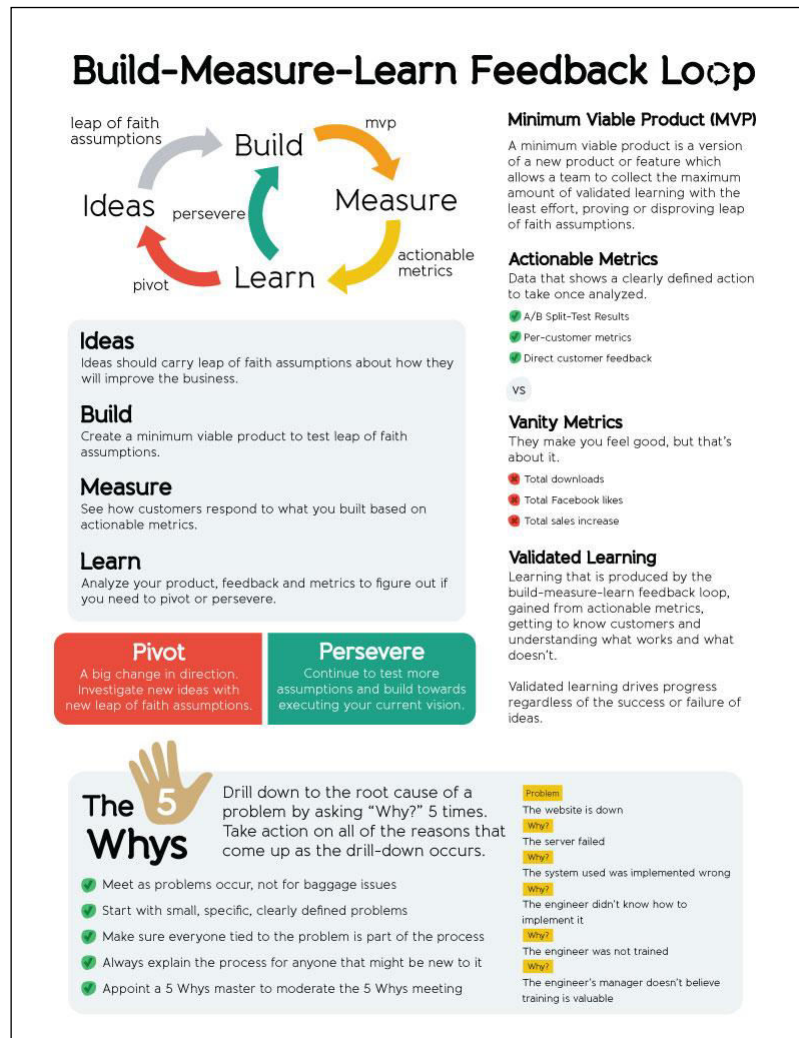 Build-Measure-Learn Feedback Loop
leap of faith
assumptions
Build
mvp
Ideas
persevere
Measure
pivot
Learn
actionable
metrics
Ideas
Ideas should carry leap of faith assumptions about how they
will improve the business.
Build
Create a minimum viable product to test leap of faith
assumptions.
Measure
See how customers respond to what you built based on
actionable metrics.
Learn
Analyze your product, feedback and metrics to figure out if
you need to pivot or persevere.
Pivot
A big change in direction.
Investigate new ideas with
new leap of faith assumptions.
Persevere
Continue to test more
assumptions and build towards
executing your current vision.
Minimum Viable Product (MVP)
A minimum viable product is a version
of a new product or feature which
allows a team to collect the maximum
amount of validated learning with the
least effort, proving or disproving leap
of faith assumptions.
Actionable Metrics
Data that shows a clearly defined action
to take once analyzed.
A/B Split-Test Results
Per-customer metrics
Direct customer feedback
VS
Vanity Metrics
They make you feel good, but that's
about it.
Total downloads
Total Facebook likes
Total sales increase
Validated Learning
Learning that is produced by the
build-measure-learn feedback loop,
gained from actionable metrics,
getting to know customers and
understanding what works and what
doesn't.
Validated learning drives progress
regardless of the success or failure of
ideas.
The 5
Whys
Drill down to the root cause of a
problem by asking "Why?" 5 times.
Take action on all of the reasons that
come up as the drill-down occurs.
Meet as problems occur, not for baggage issues
Start with small, specific, clearly defined problems
Make sure everyone tied to the problem is part of the process
Always explain the process for anyone that might be new to it
Appoint a 5 Whys master to moderate the 5 Whys meeting
Problem
The website is down
Why?
The server failed
Why?
The system used was implemented wrong
Why?
The engineer didn't know how to
implement it
Why?
The engineer was not trained
Why?
The engineer's manager doesn't believe
training is valuable